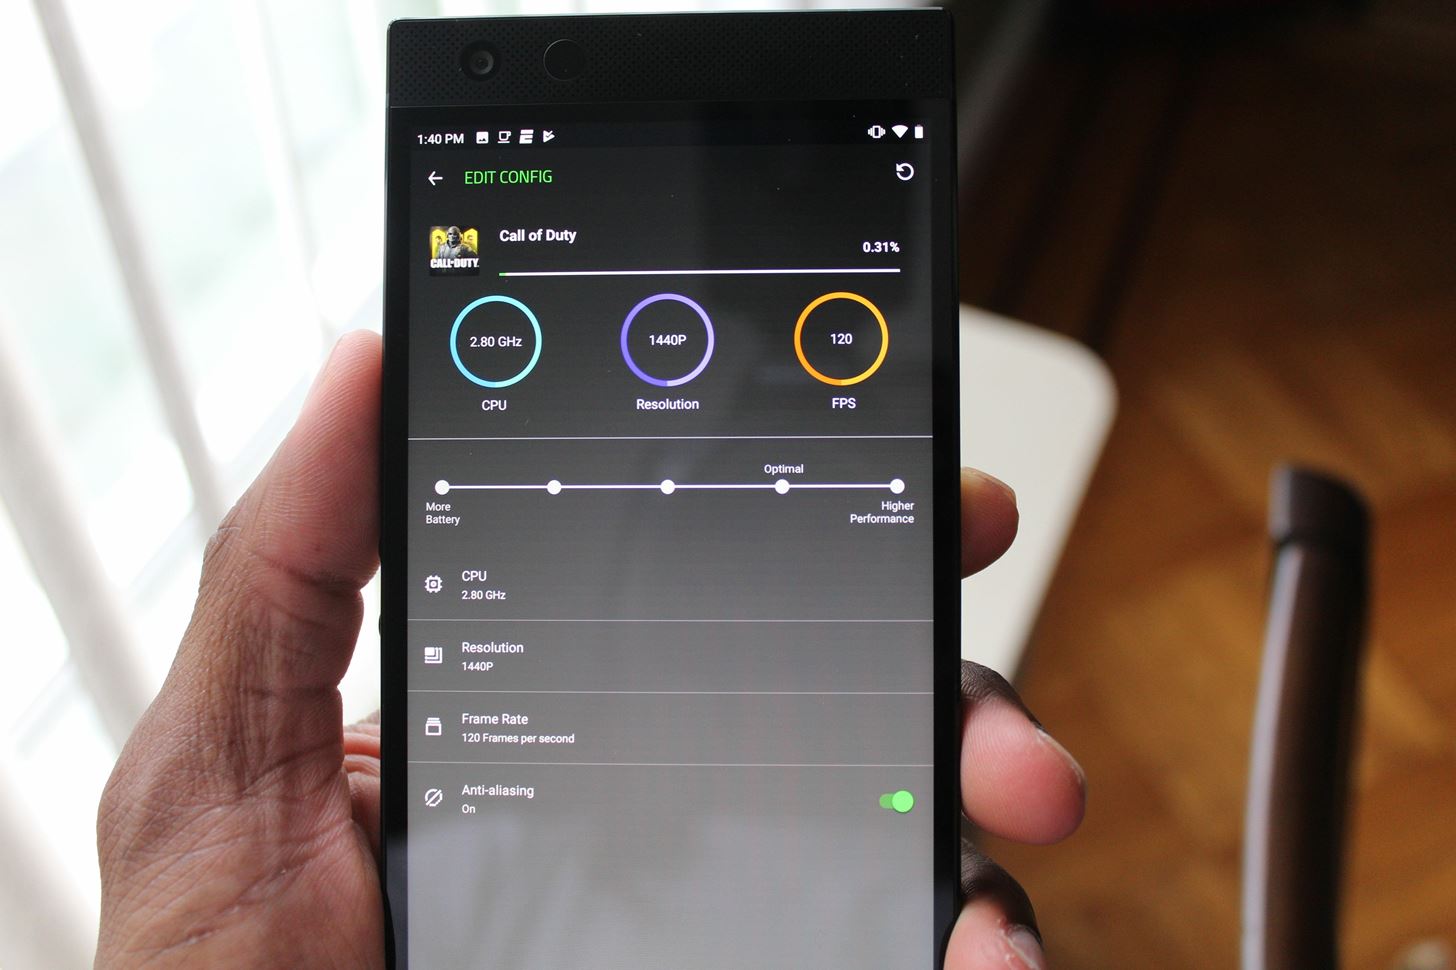 1:40 PM
EDIT CONFIG
Call of Duty
0.31%
CALL OF DUTY
2.80 GHz
1440P
120
CPU
Resolution
FPS
Optimal
More
Battery
Higher
Performance
CPU
2.80 GHz
Resolution
1440P
Frame Rate
120 Frames per second
Anti-aliasing
On